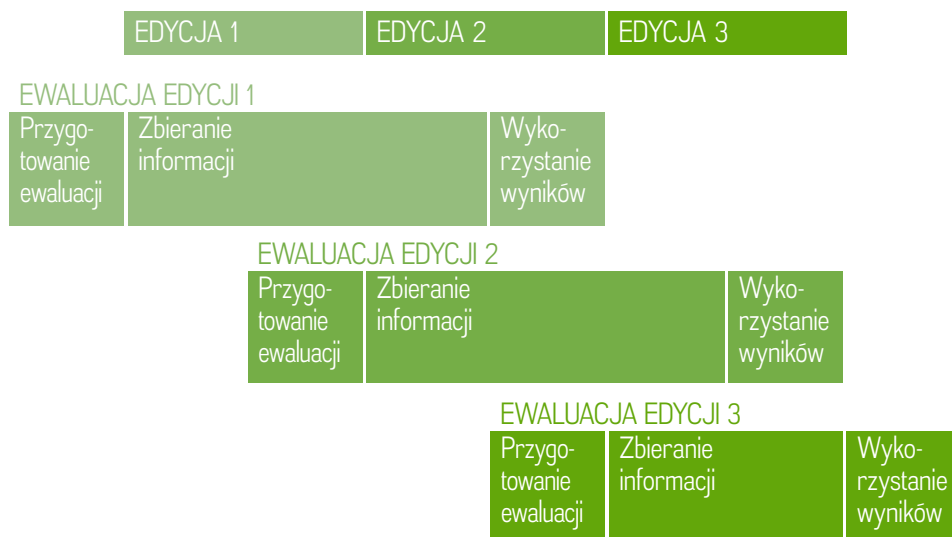 EDYCJA 1 EDYCJA 2 EDYCJA 3
EWALUACJA EDYCJI 1
Przygo-
towanie
ewaluacji
Zbieranie
informacji
Wyko-
rzystanie
wyników
EWALUACJA EDYCJI 2
Przygo-
towanie
ewaluacji
Zbieranie
informacji
Wyko-
rzystanie
wyników
EWALUACJA EDYCJI 3
Przygo-
towanie
ewaluacji
Zbieranie
informacji
Wyko-
rzystanie
wyników